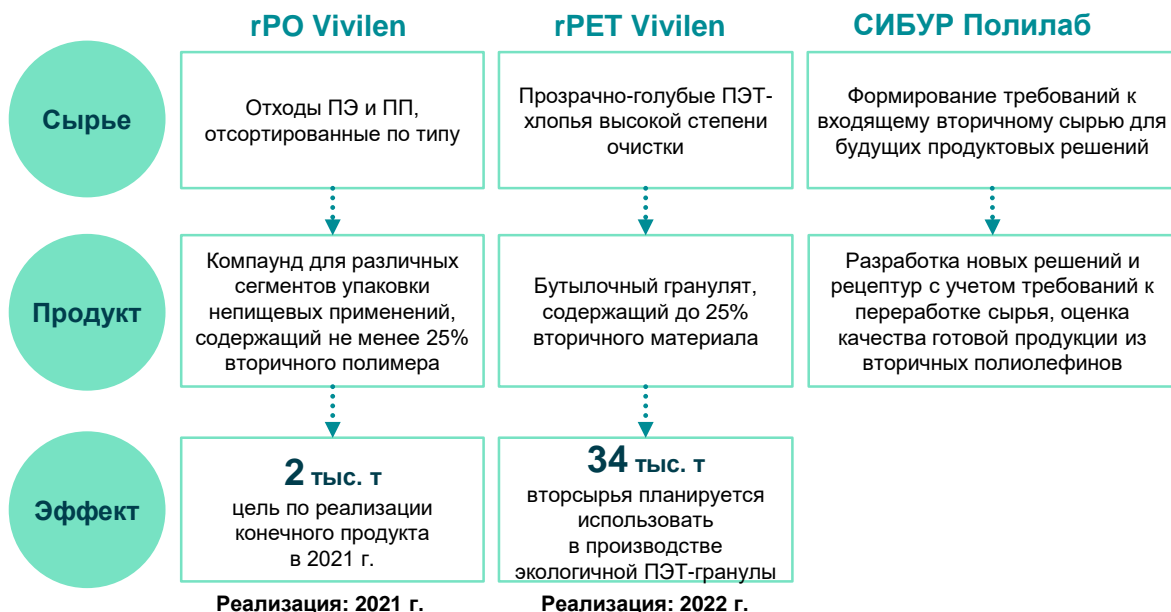 rPO Vivilen
rPET Vivilen
СИБУР Полилаб
Сырье
Отходы ПЭ и ПП,
отсортированные по типу
Прозрачно-голубые ПЭТ-
хлопья высокой степени
очистки
Формирование требований к
входящему вторичному сырью для
будущих продуктовых решений
Продукт
Компаунд для различных
сегментов упаковки
непищевых применений,
содержащий не менее 25%
вторичного полимера
Бутылочный гранулят,
содержащий до 25%
вторичного материала
Разработка новых решений и
рецептур с учетом требований к
переработке сырья, оценка
качества готовой продукции из
вторичных полиолефинов
Эффект
2 тыс. т
цель по реализации
конечного продукта
в 2021 г.
34 тыс. т
вторсырья планируется
использовать
в производстве
экологичной ПЭТ-гранулы
Реализация: 2021 г.
Реализация: 2022 г.